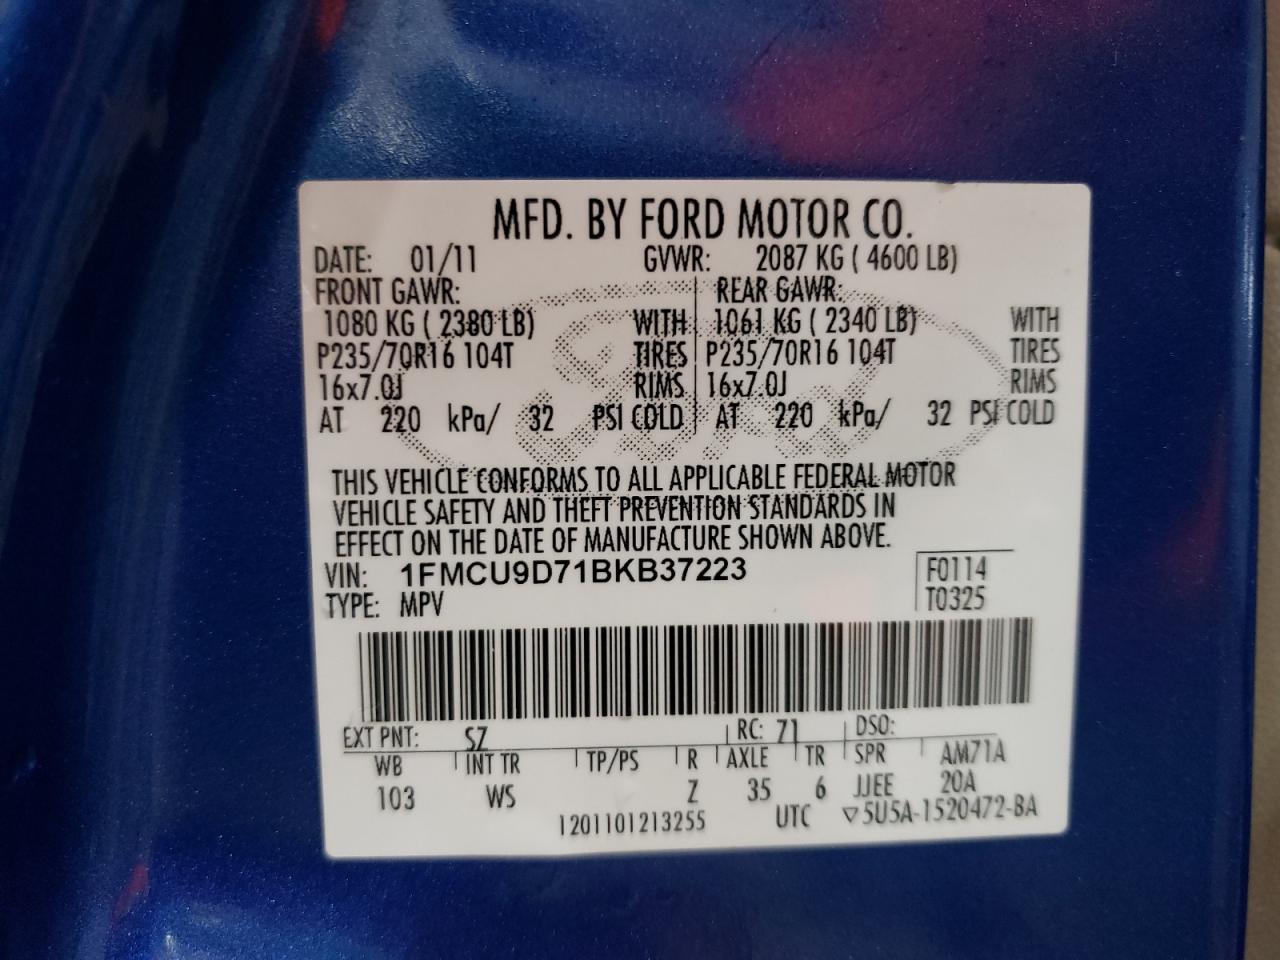 MFD. BY FORD MOTOR CO.
DATE: 01/11 GVWR: 2087 KG ( 4600 LB)
FRONT GAWR: REAR GAWR:
1080 KG ( 2380 LB) WITH 1061 KG ( 2340 LB) WITH
P235/70R16 104T TIRES P235/70R16 104T TIRES
16x7.0J RIMS 16x7.0J RIMS
AT 220 kPa/ 32 PSI COLD AT 220 kPa/ 32 PSI COLD
Ford
THIS VEHICLE CONFORMS TO ALL APPLICABLE FEDERAL MOTOR
VEHICLE SAFETY AND THEFT PREVENTION STANDARDS IN
EFFECT ON THE DATE OF MANUFACTURE SHOWN ABOVE.
VIN: 1FMCU9D71BKB37223 F0114
TYPE: MPV T0325
EXT PNT: SZ RC: 71 DSO:
WB INT TR TP/PS R AXLE TR SPR AM71A
103 WS Z 35 6 JJEE 20A
1201101213255 UTC ▽5U5A-1520472-BA